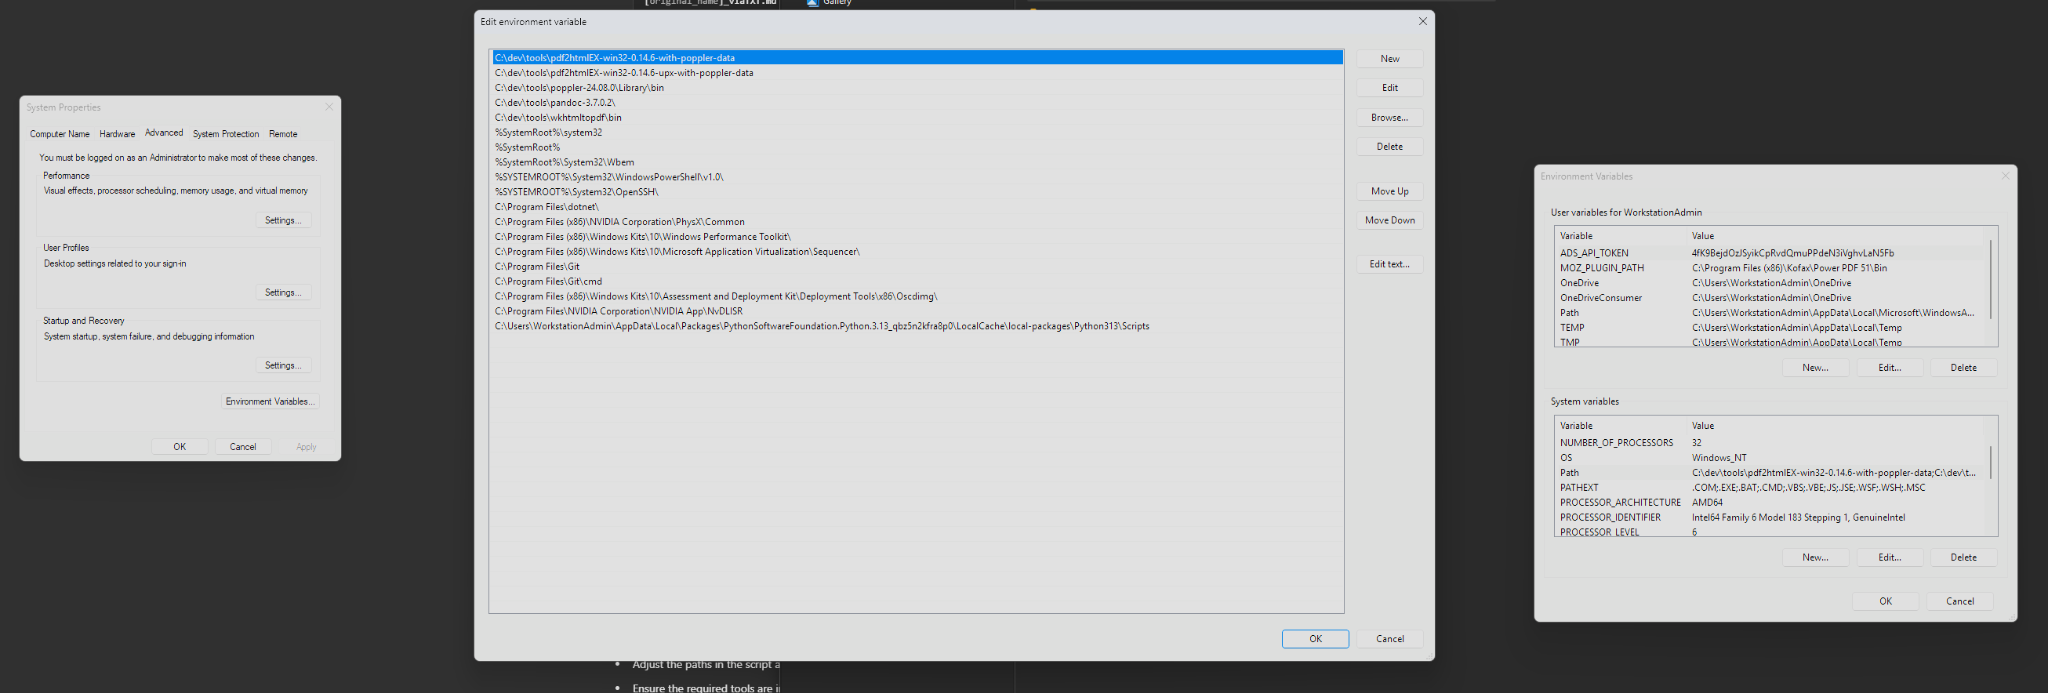 [original_name]_viaTXT.md
Gallery
System Properties
Computer Name Hardware Advanced System Protection Remote
You must be logged on as an Administrator to make most of these changes.
Performance
Visual effects, processor scheduling, memory usage, and virtual memory
Settings...
User Profiles
Desktop settings related to your sign-in
Settings...
Startup and Recovery
System startup, system failure, and debugging information
Settings...
Environment Variables...
OK Cancel Apply
Edit environment variable
C:\dev\tools\pdf2htmlEX-win32-0.14.6-with-poppler-data
C:\dev\tools\pdf2htmlEX-win32-0.14.6-upx-with-poppler-data
C:\dev\tools\poppler-24.08.0\Library\bin
C:\dev\tools\pandoc-3.7.0.2\
C:\dev\tools\wkhtmltopdf\bin
%SystemRoot%\system32
%SystemRoot%
%SystemRoot%\System32\Wbem
%SYSTEMROOT%\System32\WindowsPowerShell\v1.0\
%SYSTEMROOT%\System32\OpenSSH\
C:\Program Files\dotnet\
C:\Program Files (x86)\NVIDIA Corporation\PhysX\Common
C:\Program Files (x86)\Windows Kits\10\Windows Performance Toolkit\
C:\Program Files (x86)\Windows Kits\10\Microsoft Application Virtualization\Sequencer\
C:\Program Files\Git
C:\Program Files\Git\cmd
C:\Program Files (x86)\Windows Kits\10\Assessment and Deployment Kit\Deployment Tools\x86\Oscdimg\
C:\Program Files\NVIDIA Corporation\NVIDIA App\NvDLISR
C:\Users\WorkstationAdmin\AppData\Local\Packages\PythonSoftwareFoundation.Python.3.13_qbz5n2kfra8p0\LocalCache\local-packages\Python313\Scripts
New
Edit
Browse...
Delete
Move Up
Move Down
Edit text...
OK Cancel
Adjust the paths in the script a
Ensure the required tools are i
Environment Variables
User variables for WorkstationAdmin
Variable Value
ADS_API_TOKEN 4fK9BejdOzJSyikCpRvdQmuPPdeN3iVghvLaN5Fb
MOZ_PLUGIN_PATH C:\Program Files (x86)\Kofax\Power PDF 51\Bin
OneDrive C:\Users\WorkstationAdmin\OneDrive
OneDriveConsumer C:\Users\WorkstationAdmin\OneDrive
Path C:\Users\WorkstationAdmin\AppData\Local\Microsoft\WindowsA...
TEMP C:\Users\WorkstationAdmin\AppData\Local\Temp
TMP C:\Users\WorkstationAdmin\AppData\Local\Temp
New... Edit... Delete
System variables
Variable Value
NUMBER_OF_PROCESSORS 32
OS Windows_NT
Path C:\dev\tools\pdf2htmlEX-win32-0.14.6-with-poppler-data;C:\dev\t...
PATHEXT .COM;.EXE;.BAT;.CMD;.VBS;.VBE;.JS;.JSE;.WSF;.WSH;.MSC
PROCESSOR_ARCHITECTURE AMD64
PROCESSOR_IDENTIFIER Intel64 Family 6 Model 183 Stepping 1, GenuineIntel
PROCESSOR_LEVEL 6
New... Edit... Delete
OK Cancel